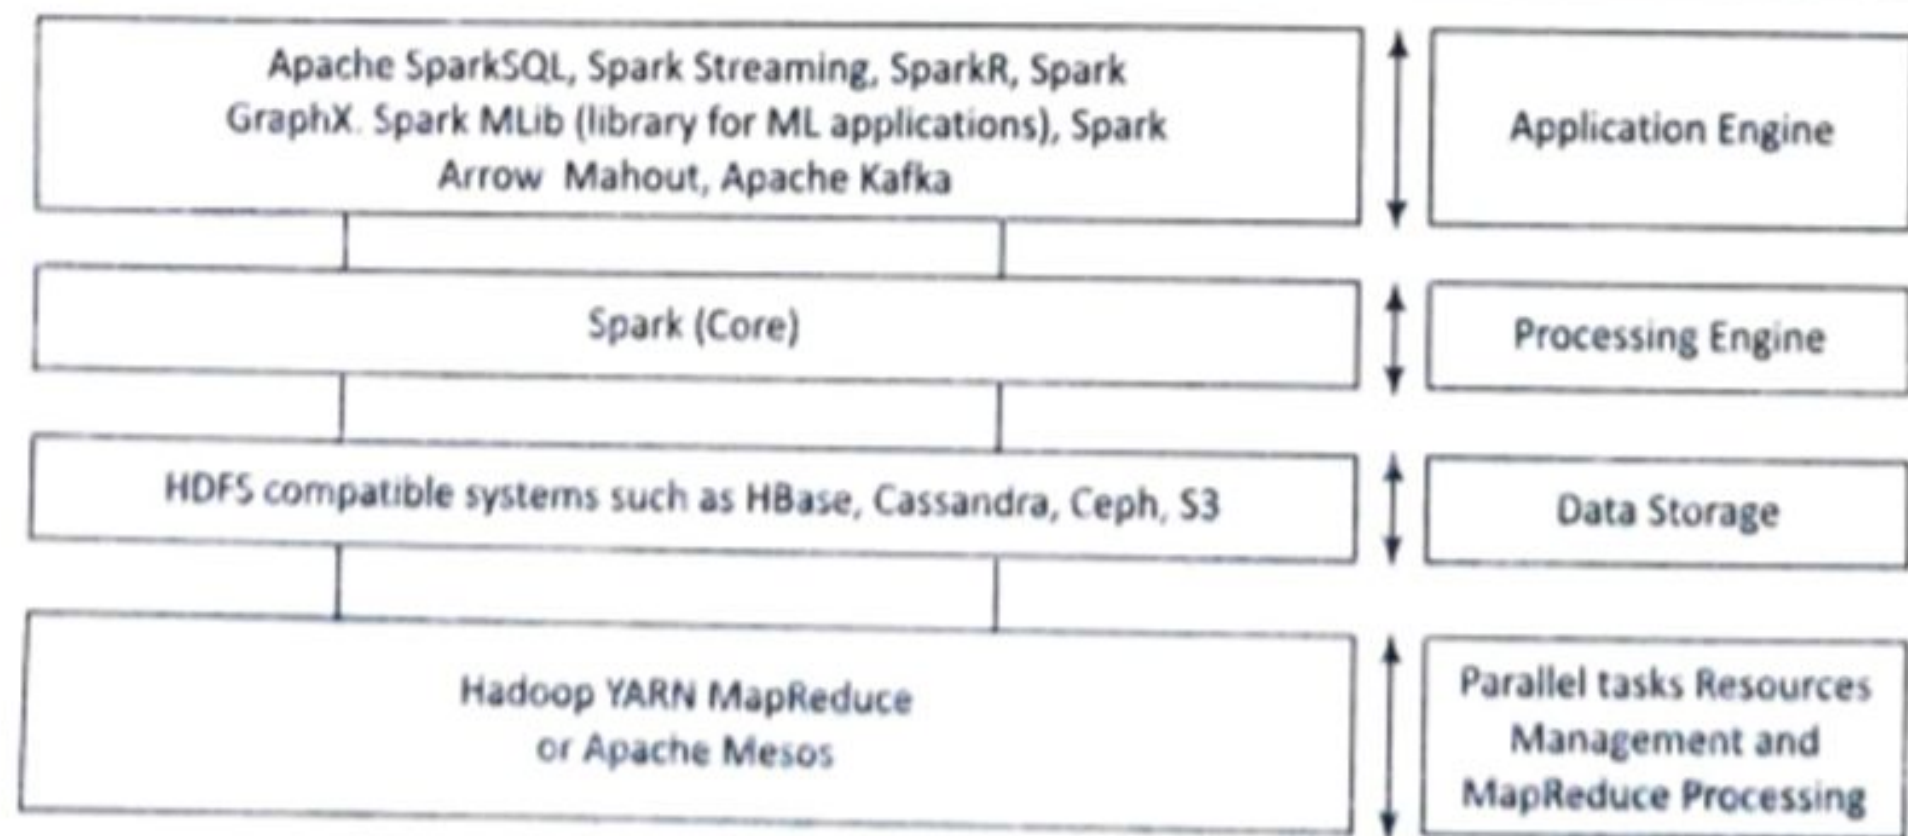 Apache SparkSQL, Spark Streaming, SparkR, Spark
GraphX. Spark MLib (library for ML applications), Spark
Arrow Mahout, Apache Kafka
Application Engine
Spark (Core)
Processing Engine
HDFS compatible systems such as HBase, Cassandra, Ceph, S3
Data Storage
Hadoop YARN MapReduce
or Apache Mesos
Parallel tasks Resources
Management and
MapReduce Processing